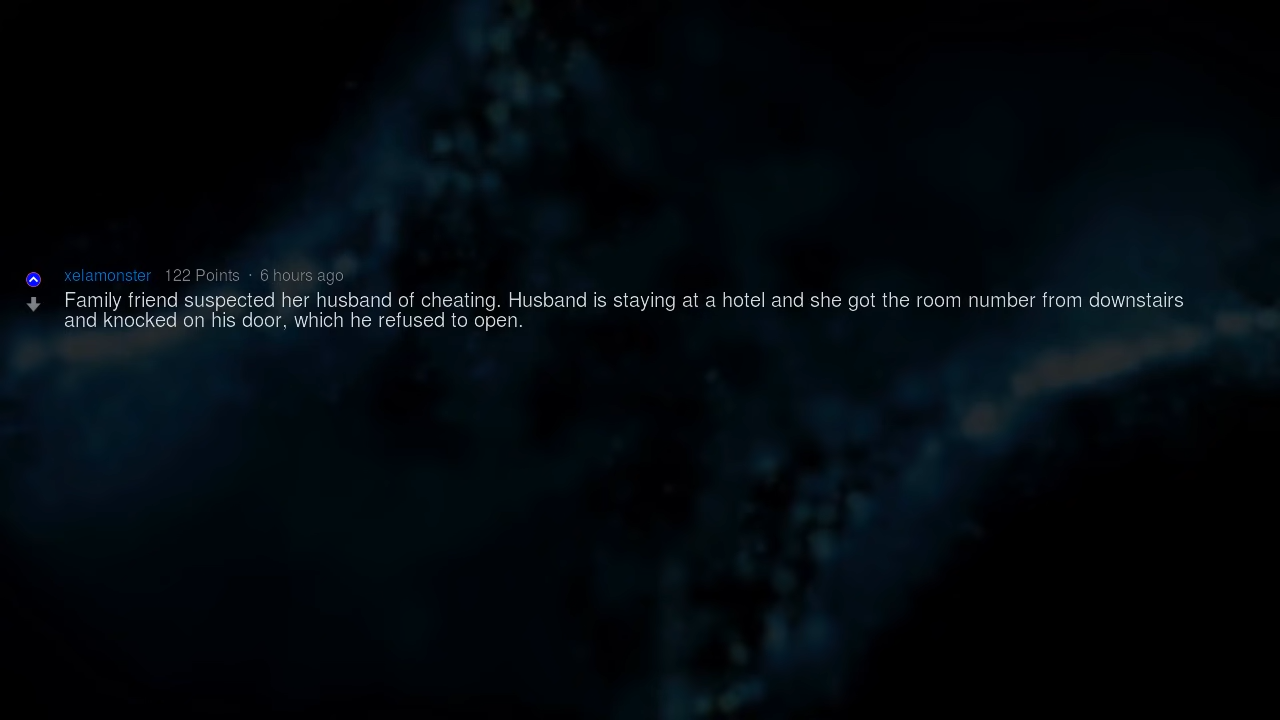 xelamonster 122 Points · 6 hours ago
Family friend suspected her husband of cheating. Husband is staying at a hotel and she got the room number from downstairs
and knocked on his door, which he refused to open.